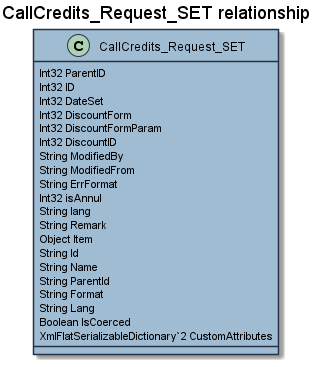 CallCredits_Request_SET relationship
C CallCredits_Request_SET
Int32 ParentID
Int32 ID
Int32 DateSet
Int32 DiscountForm
Int32 DiscountFormParam
Int32 DiscountID
String ModifiedBy
String ModifiedFrom
String ErrFormat
Int32 isAnnul
String lang
String Remark
Object Item
String Id
String Name
String ParentId
String Format
String Lang
Boolean IsCoerced
XmlFlatSerializableDictionary`2 CustomAttributes